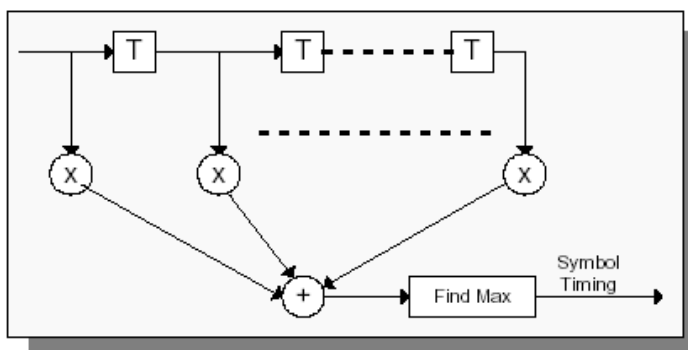 T T T
X X X
Symbol
Timing
+ Find Max